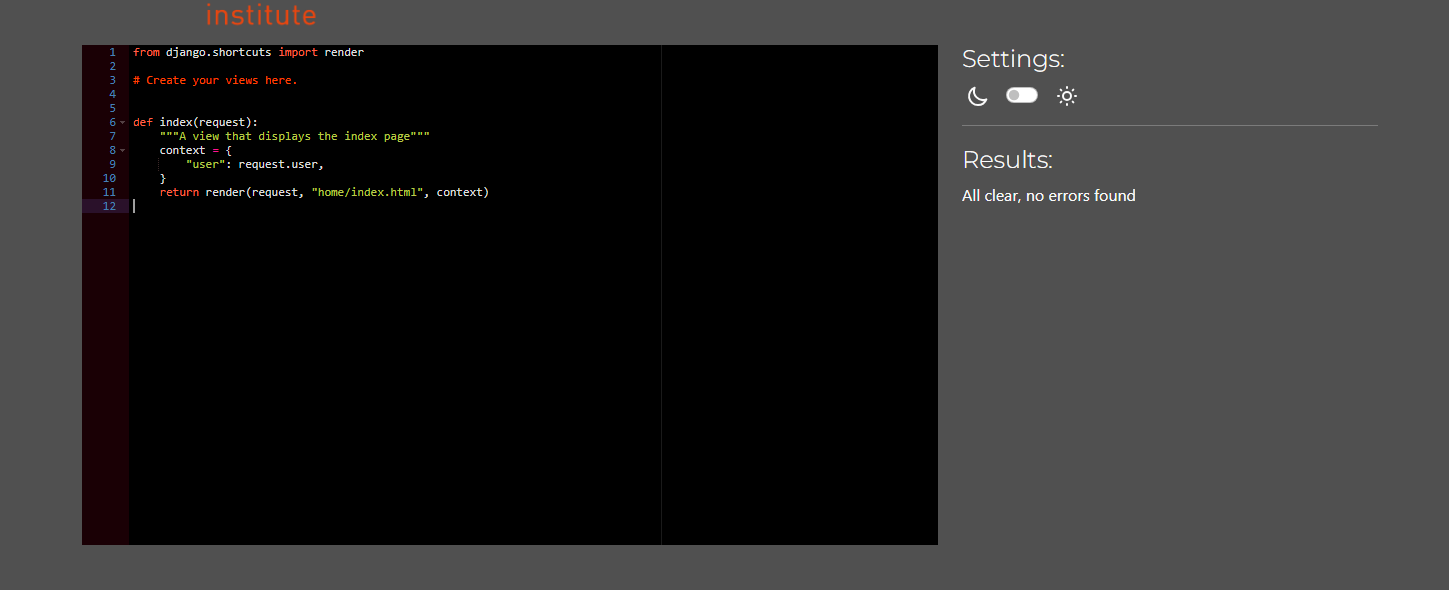 institute
1 from django.shortcuts import render
2
3 # Create your views here.
4
5
6 def index(request):
7     """A view that displays the index page"""
8     context = {
9         "user": request.user,
10     }
11     return render(request, "home/index.html", context)
12
Settings:
Results:
All clear, no errors found